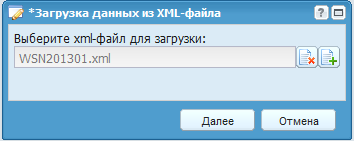 *Загрузка данных из XML-файла
?
Выберите xml-файл для загрузки:
WSN201301.xml
Далее
Отмена